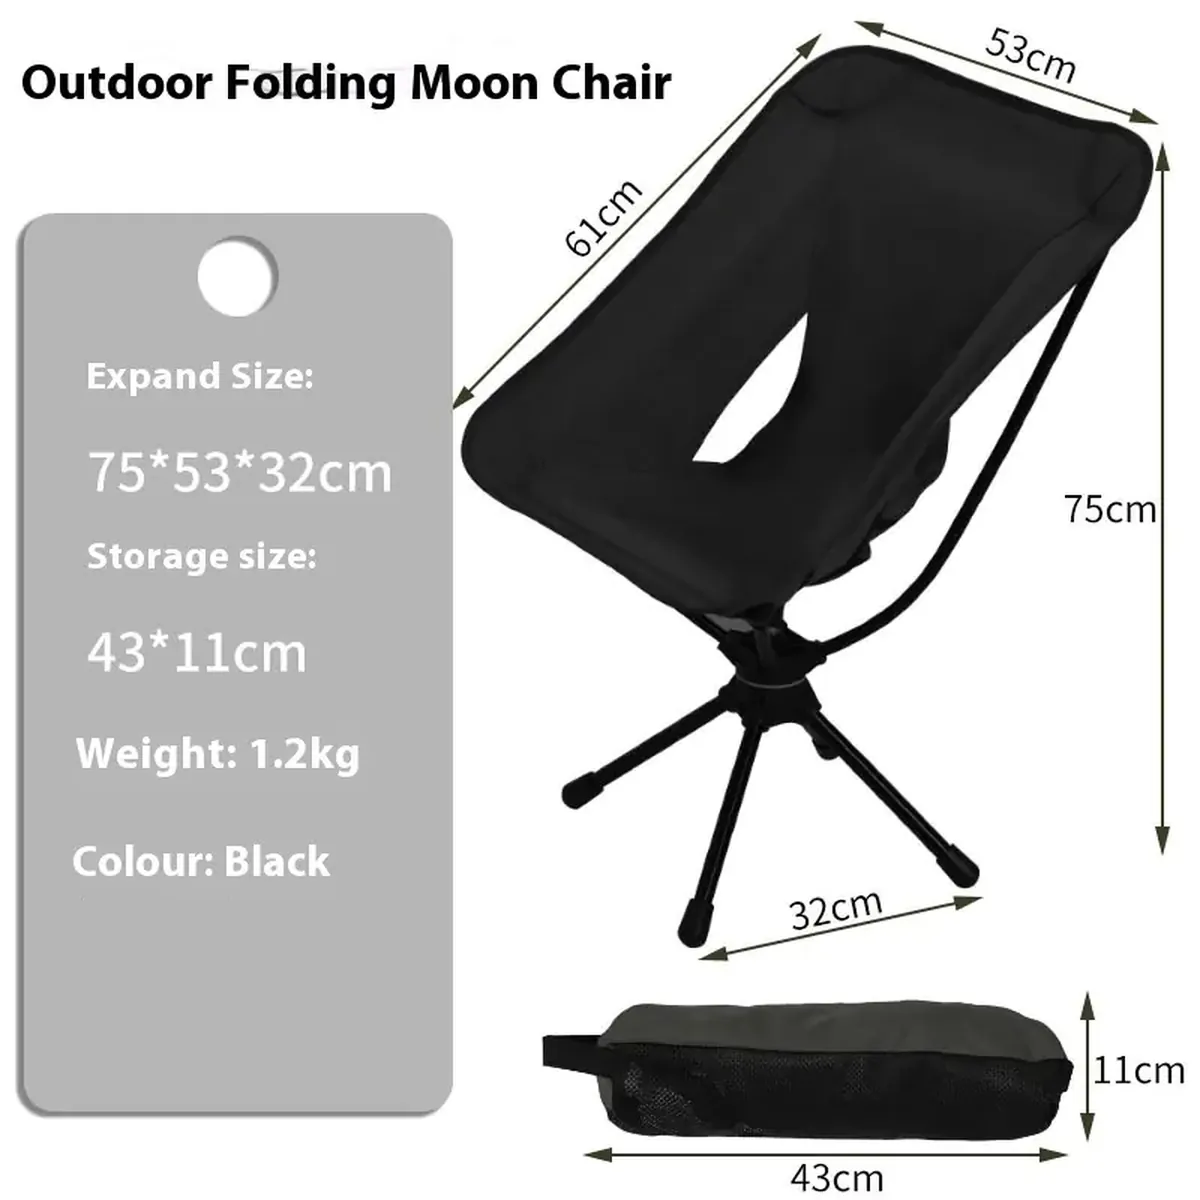 Outdoor Folding Moon Chair
53cm
61cm
Expand Size:
75*53*32cm
75cm
Storage size:
43*11cm
Weight: 1.2kg
Colour: Black
32cm
11cm
43cm